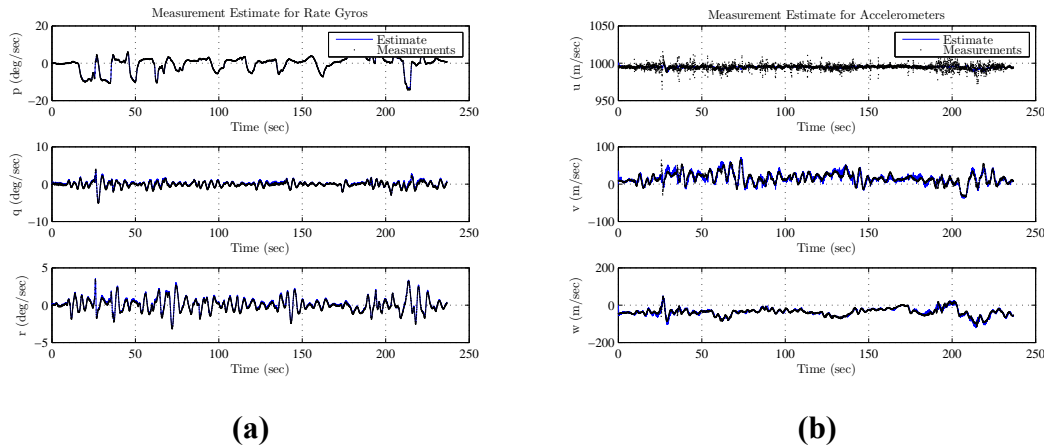 Measurement Estimate for Rate Gyros
20
0
−20
p (deg/sec)
Estimate
Measurements
0 50 100 150 200 250
Time (sec)
10
0
−10
q (deg/sec)
0 50 100 150 200 250
Time (sec)
5
0
−5
r (deg/sec)
0 50 100 150 200 250
Time (sec)
(a)
Measurement Estimate for Accelerometers
1050
1000
950
u (m/sec)
Estimate
Measurements
0 50 100 150 200 250
Time (sec)
100
0
−100
v (m/sec)
0 50 100 150 200 250
Time (sec)
200
0
−200
w (m/sec)
0 50 100 150 200 250
Time (sec)
(b)